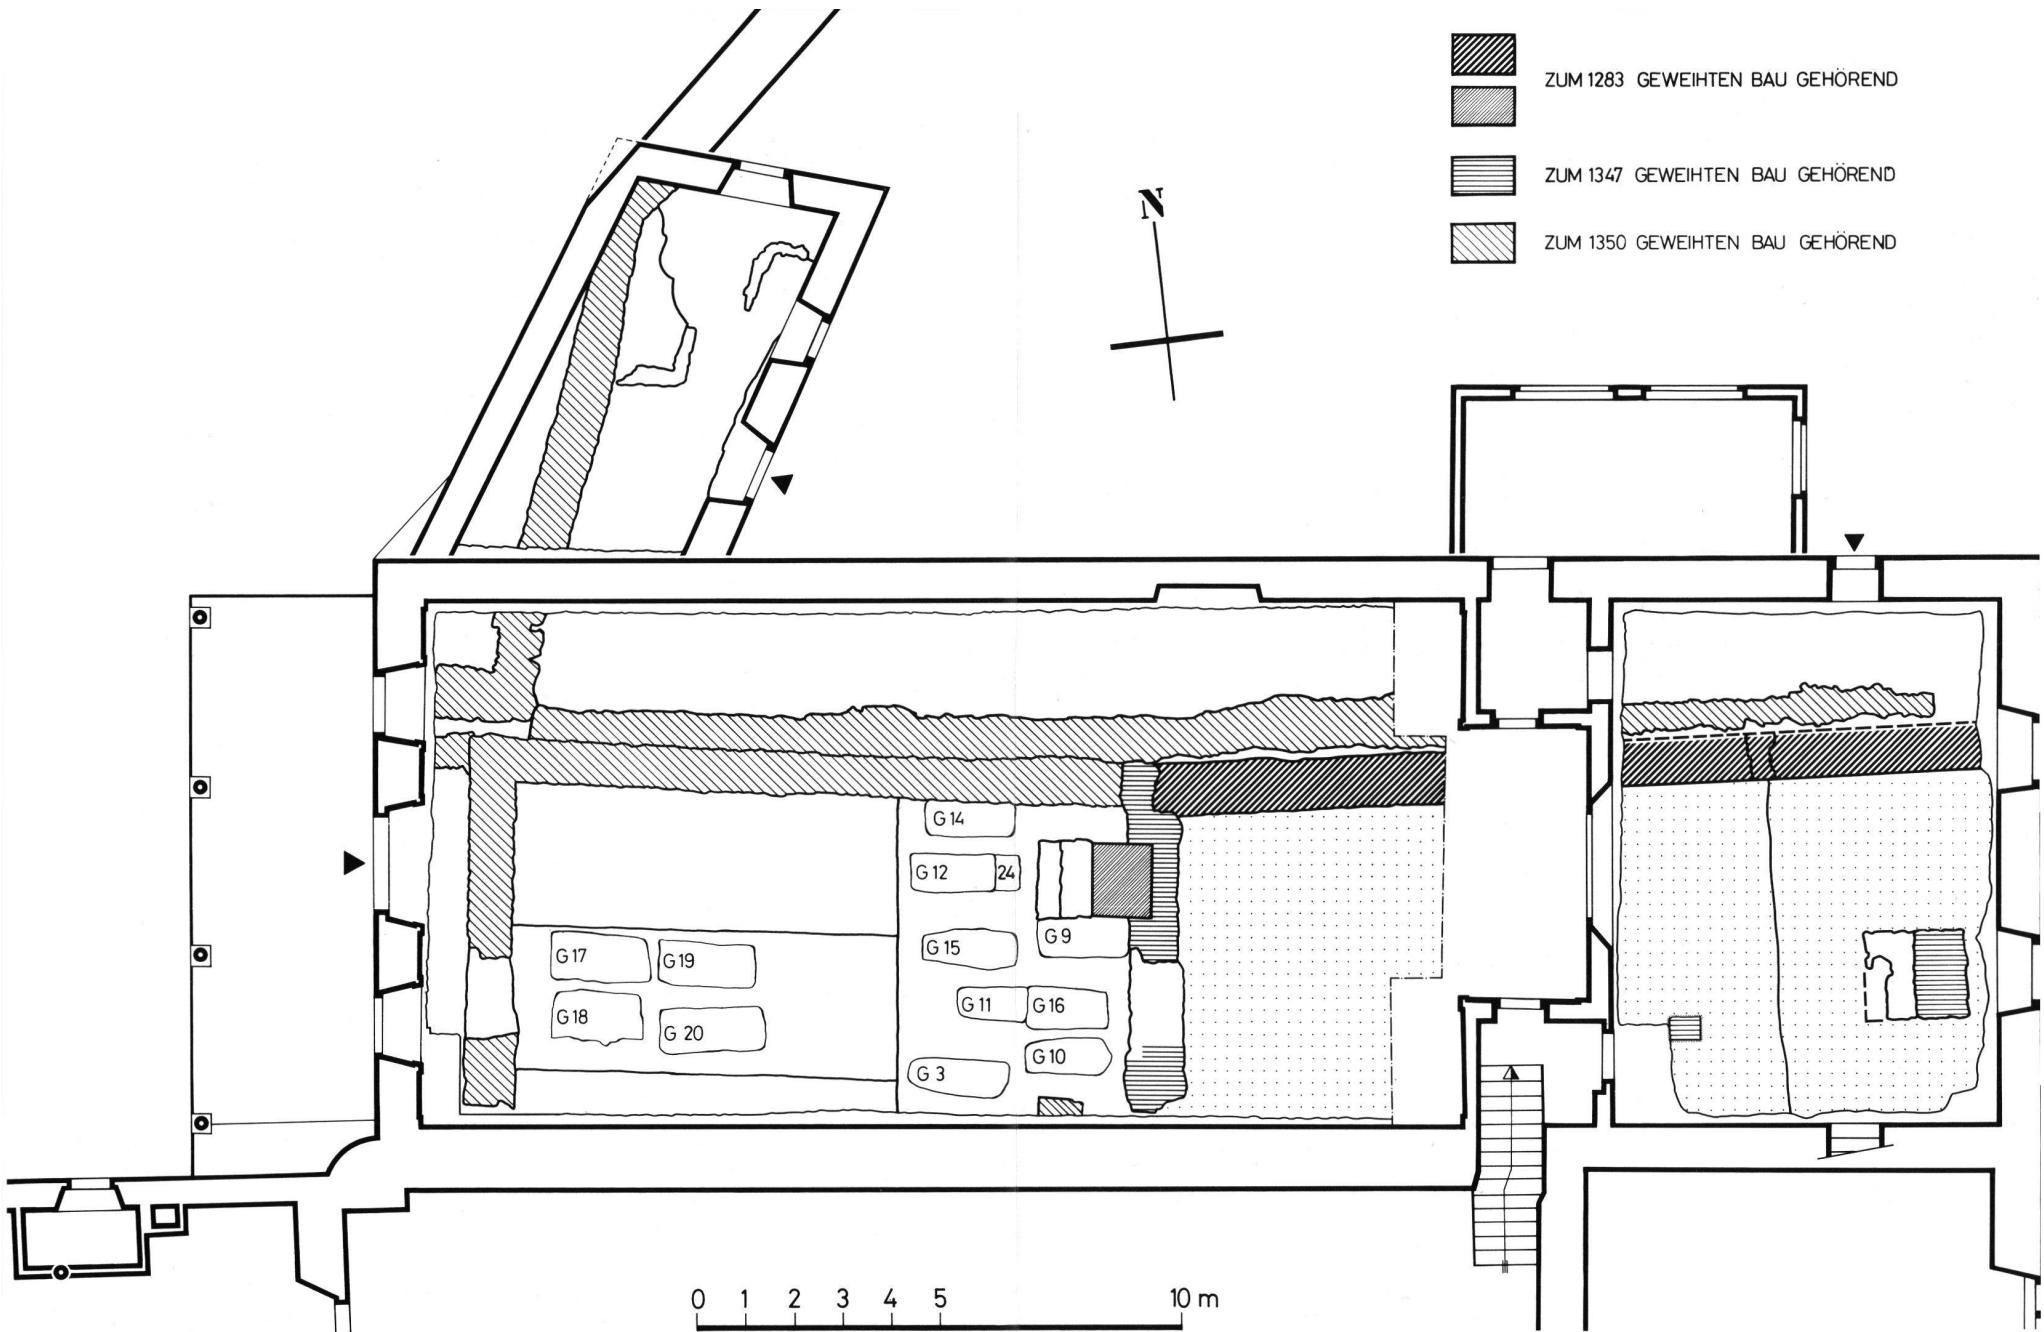 ZUM 1283 GEWEIHTEN BAU GEHÖREND
ZUM 1347 GEWEIHTEN BAU GEHÖREND
N
ZUM 1350 GEWEIHTEN BAU GEHÖREND
G 14
G 12
24
G 9
G 15
G 17
G 19
G 11
G 16
G 18
G 20
G 10
G 3
0 1 2 3 4 5 10 m